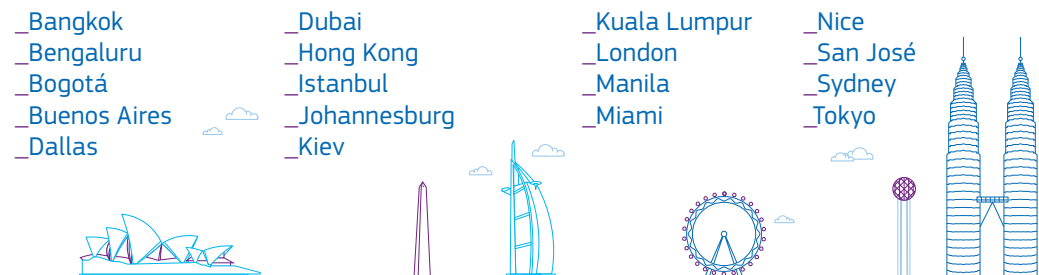 _Bangkok
_Bengaluru
_Bogotá
_Buenos Aires
_Dallas
_Dubai
_Hong Kong
_Istanbul
_Johannesburg
_Kiev
_Kuala Lumpur
_London
_Manila
_Miami
_Nice
_San José
_Sydney
_Tokyo